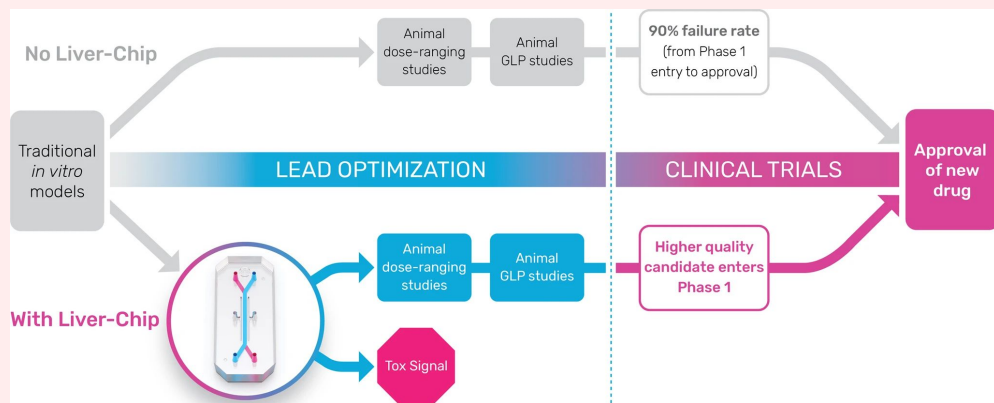 No Liver-Chip
Animal
dose-ranging
studies
Animal
GLP studies
90% failure rate
(from Phase 1
entry to approval)
Traditional
in vitro
models
LEAD OPTIMIZATION
CLINICAL TRIALS
Approval
of new
drug
With Liver-Chip
Animal
dose-ranging
studies
Animal
GLP studies
Higher quality
candidate enters
Phase 1
Tox Signal